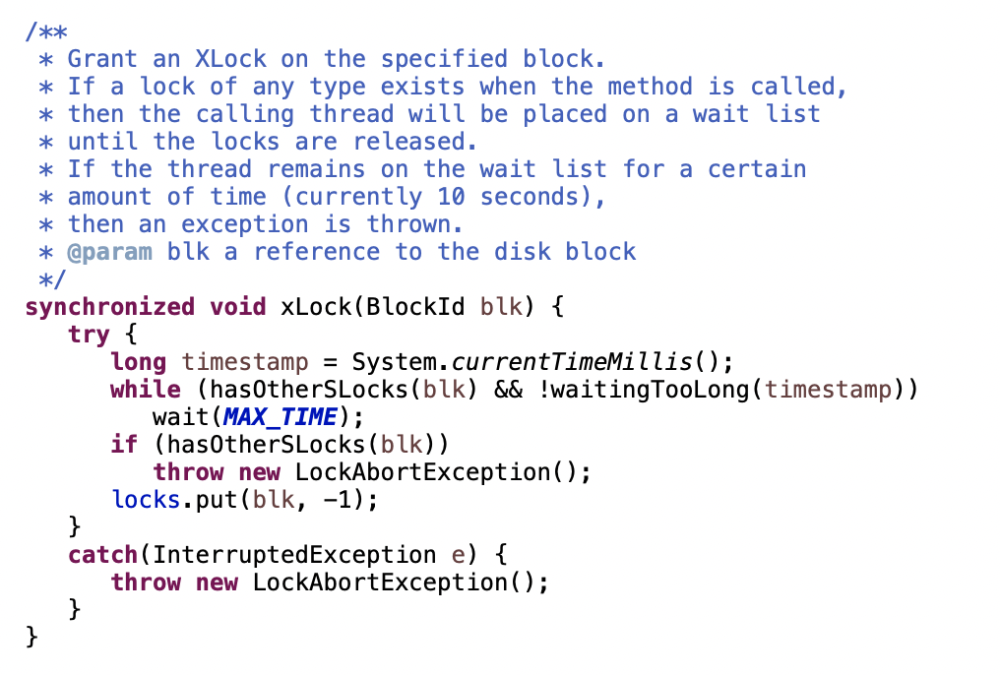 /**
 * Grant an XLock on the specified block.
 * If a lock of any type exists when the method is called,
 * then the calling thread will be placed on a wait list
 * until the locks are released.
 * If the thread remains on the wait list for a certain
 * amount of time (currently 10 seconds),
 * then an exception is thrown.
 * @param blk a reference to the disk block
 */
synchronized void xLock(BlockId blk) {
   try {
      long timestamp = System.currentTimeMillis();
      while (hasOtherSLocks(blk) && !waitingTooLong(timestamp))
         wait(MAX_TIME);
      if (hasOtherSLocks(blk))
         throw new LockAbortException();
      locks.put(blk, -1);
   }
   catch(InterruptedException e) {
      throw new LockAbortException();
   }
}